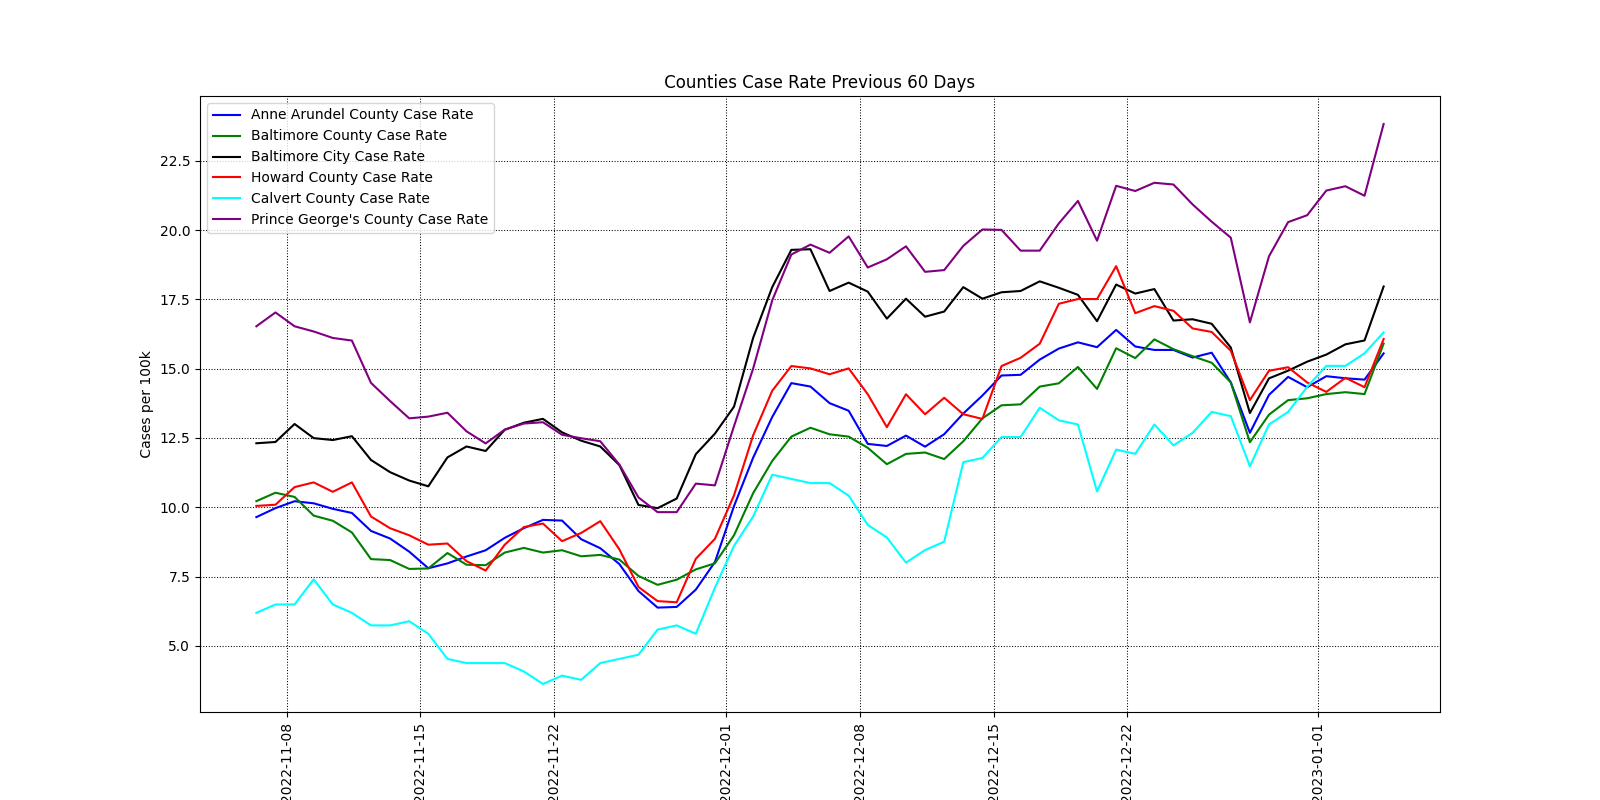 Counties Case Rate Previous 60 Days
Anne Arundel County Case Rate
Baltimore County Case Rate
Baltimore City Case Rate
Howard County Case Rate
Calvert County Case Rate
Prince George's County Case Rate
Cases per 100k
22.5
20.0
17.5
15.0
12.5
10.0
7.5
5.0
2022-11-08
2022-11-15
2022-11-22
2022-12-01
2022-12-08
2022-12-15
2022-12-22
2023-01-01